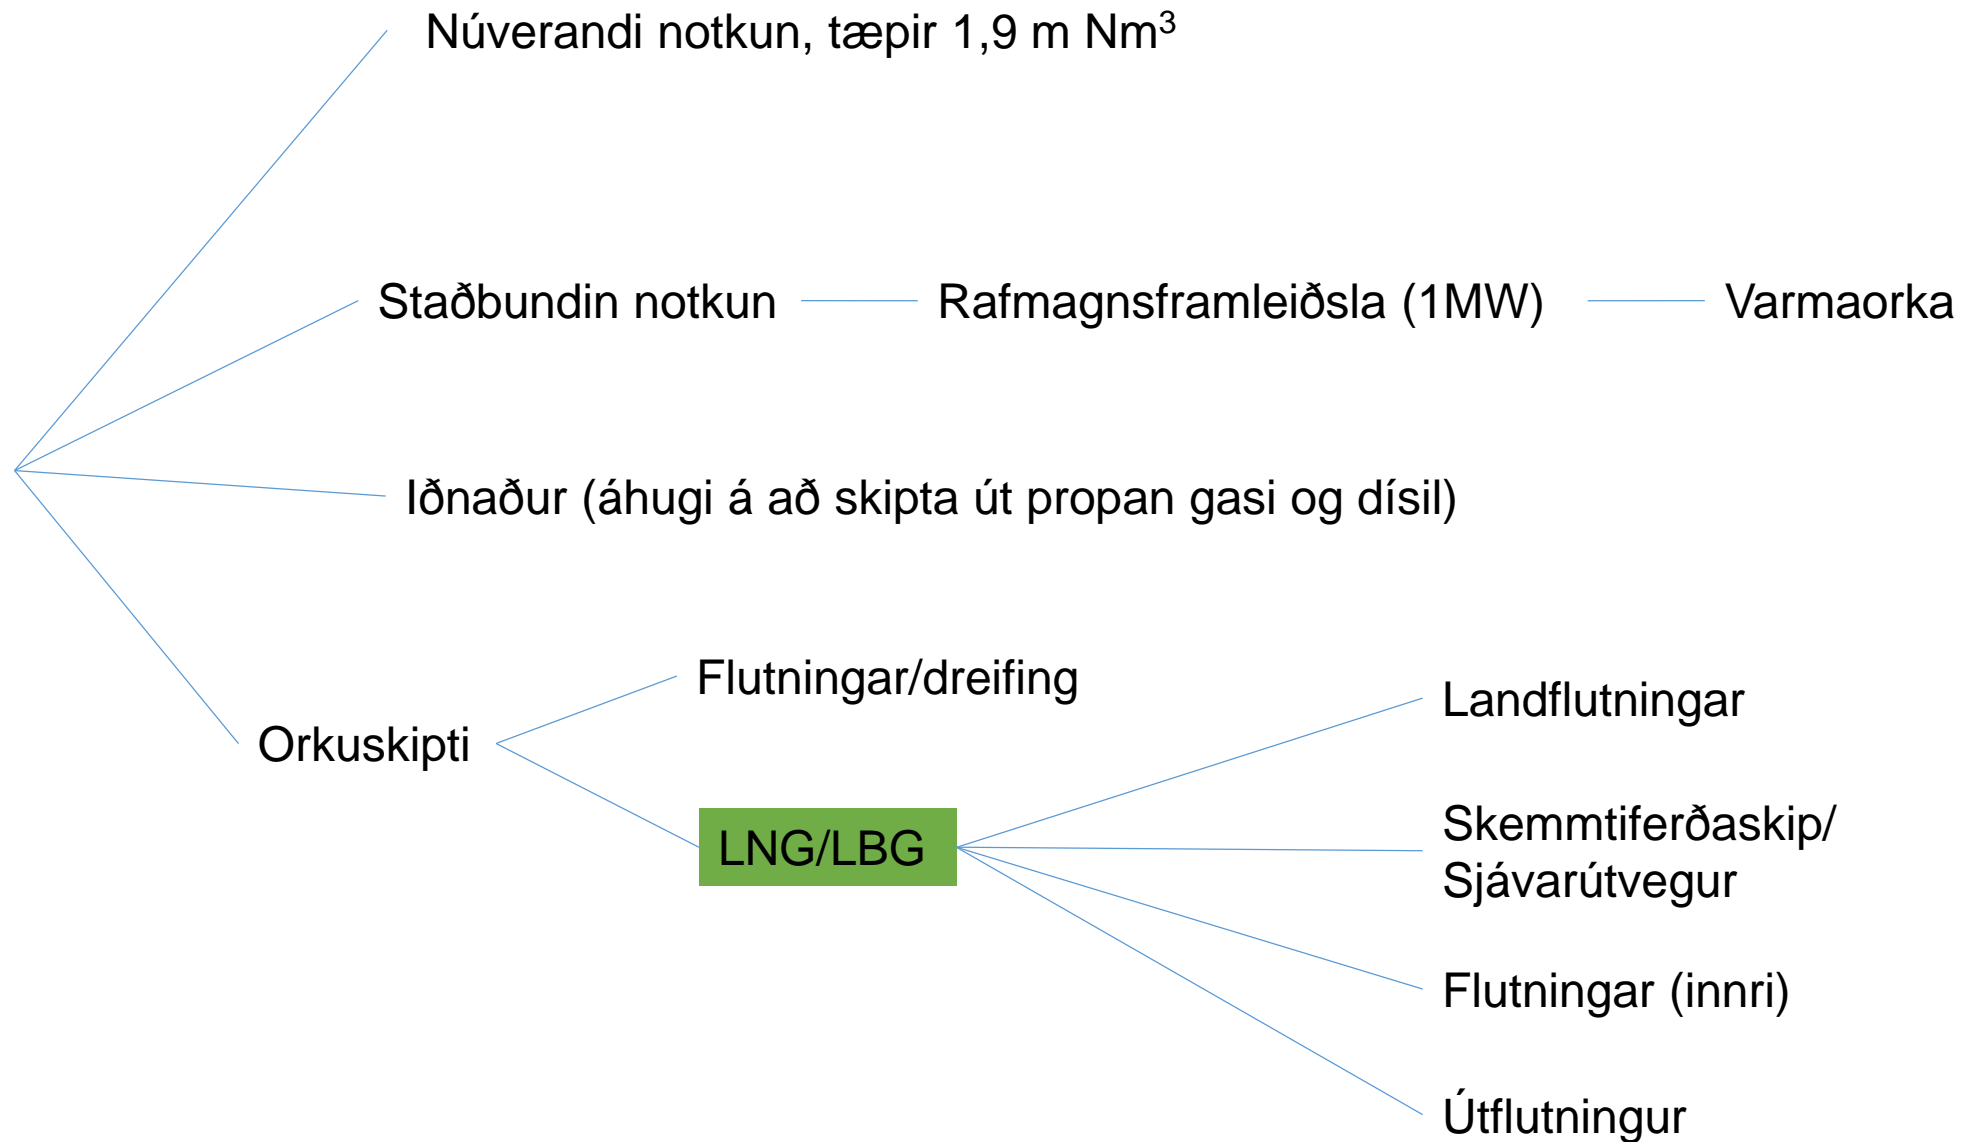 Núverandi notkun, tæpir 1,9 m Nm³
Staðbundin notkun
Rafmagnsframleiðsla (1MW)
Varmaorka
Iðnaður (áhugi á að skipta út propan gasi og dísil)
Orkuskipti
Flutningar/dreifing
LNG/LBG
Landflutningar
Skemmtiferðaskip/
Sjávarútvegur
Flutningar (innri)
Útflutningur